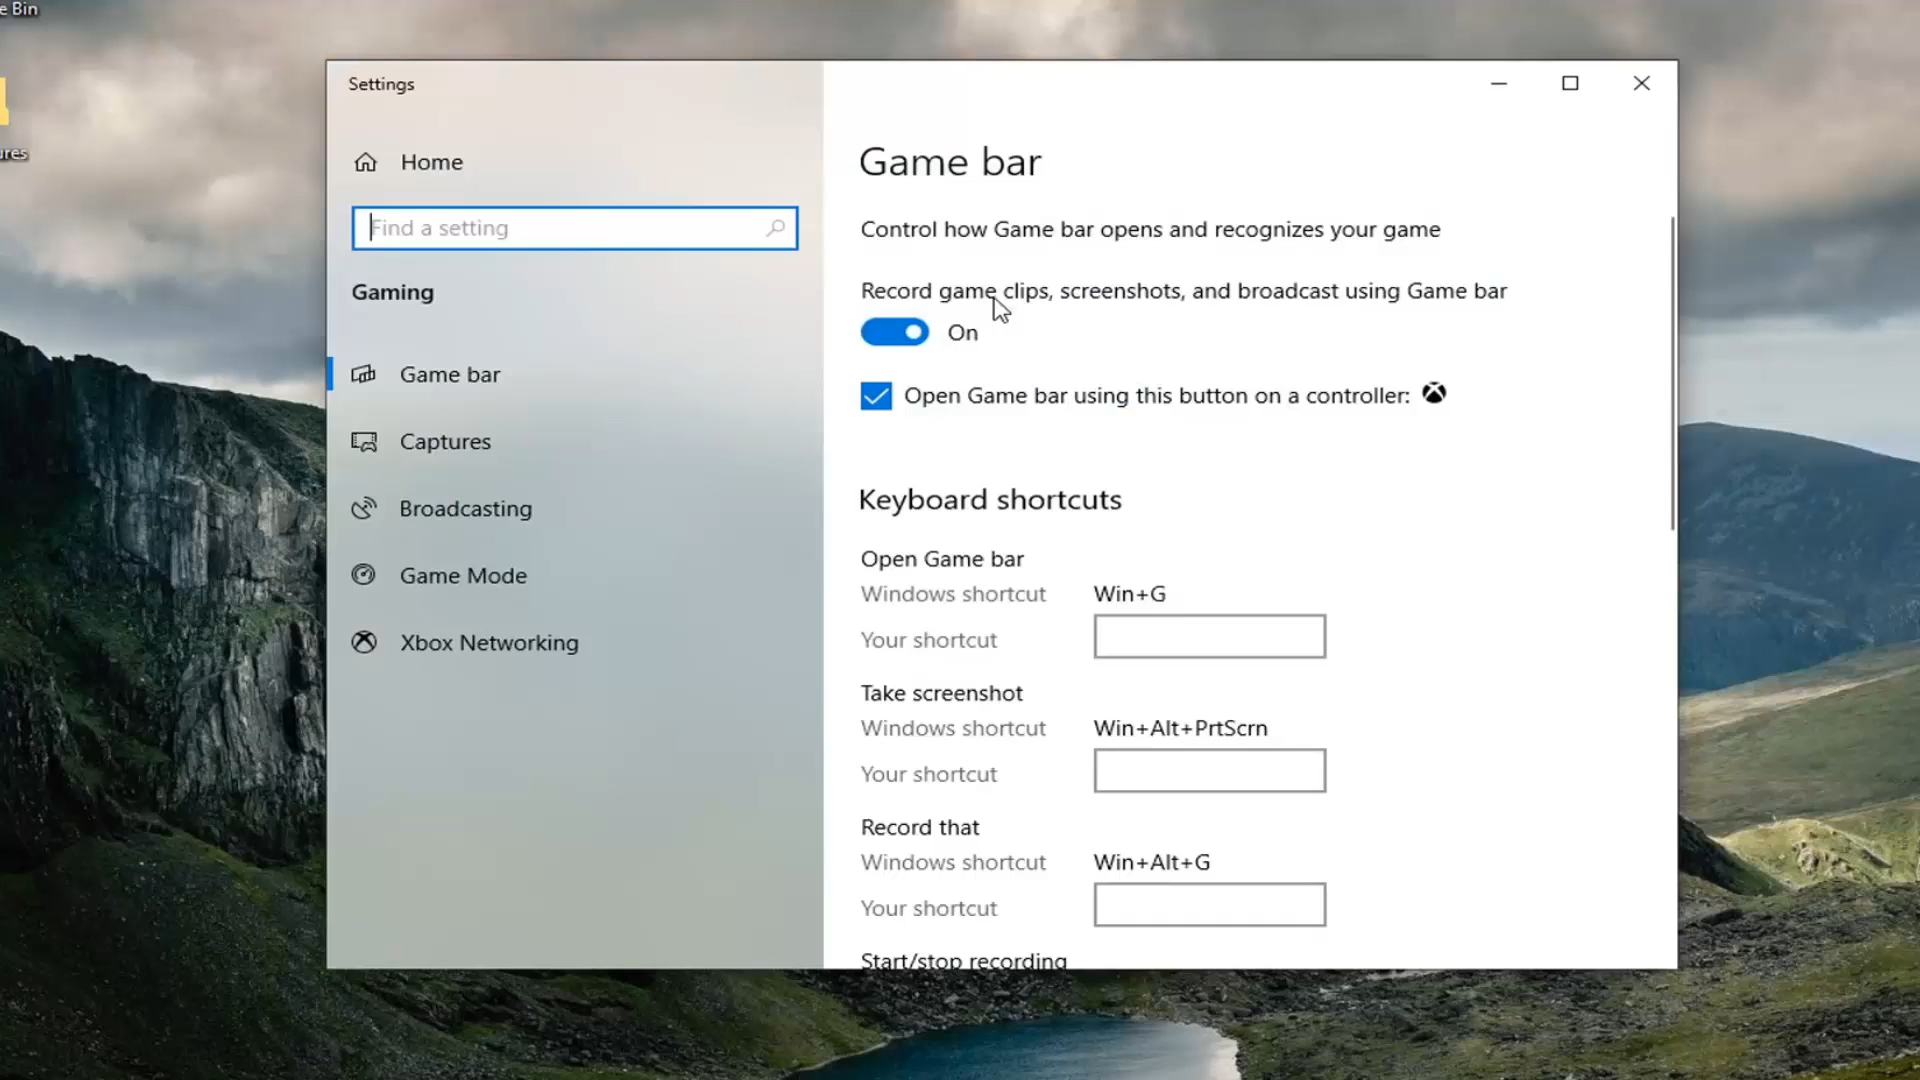 e Bin
ures
Settings
Home
Find a setting
Gaming
Game bar
Captures
Broadcasting
Game Mode
Xbox Networking
Game bar
Control how Game bar opens and recognizes your game
Record game clips, screenshots, and broadcast using Game bar
On
Open Game bar using this button on a controller:
Keyboard shortcuts
Open Game bar
Windows shortcut Win+G
Your shortcut
Take screenshot
Windows shortcut Win+Alt+PrtScrn
Your shortcut
Record that
Windows shortcut Win+Alt+G
Your shortcut
Start/stop recording